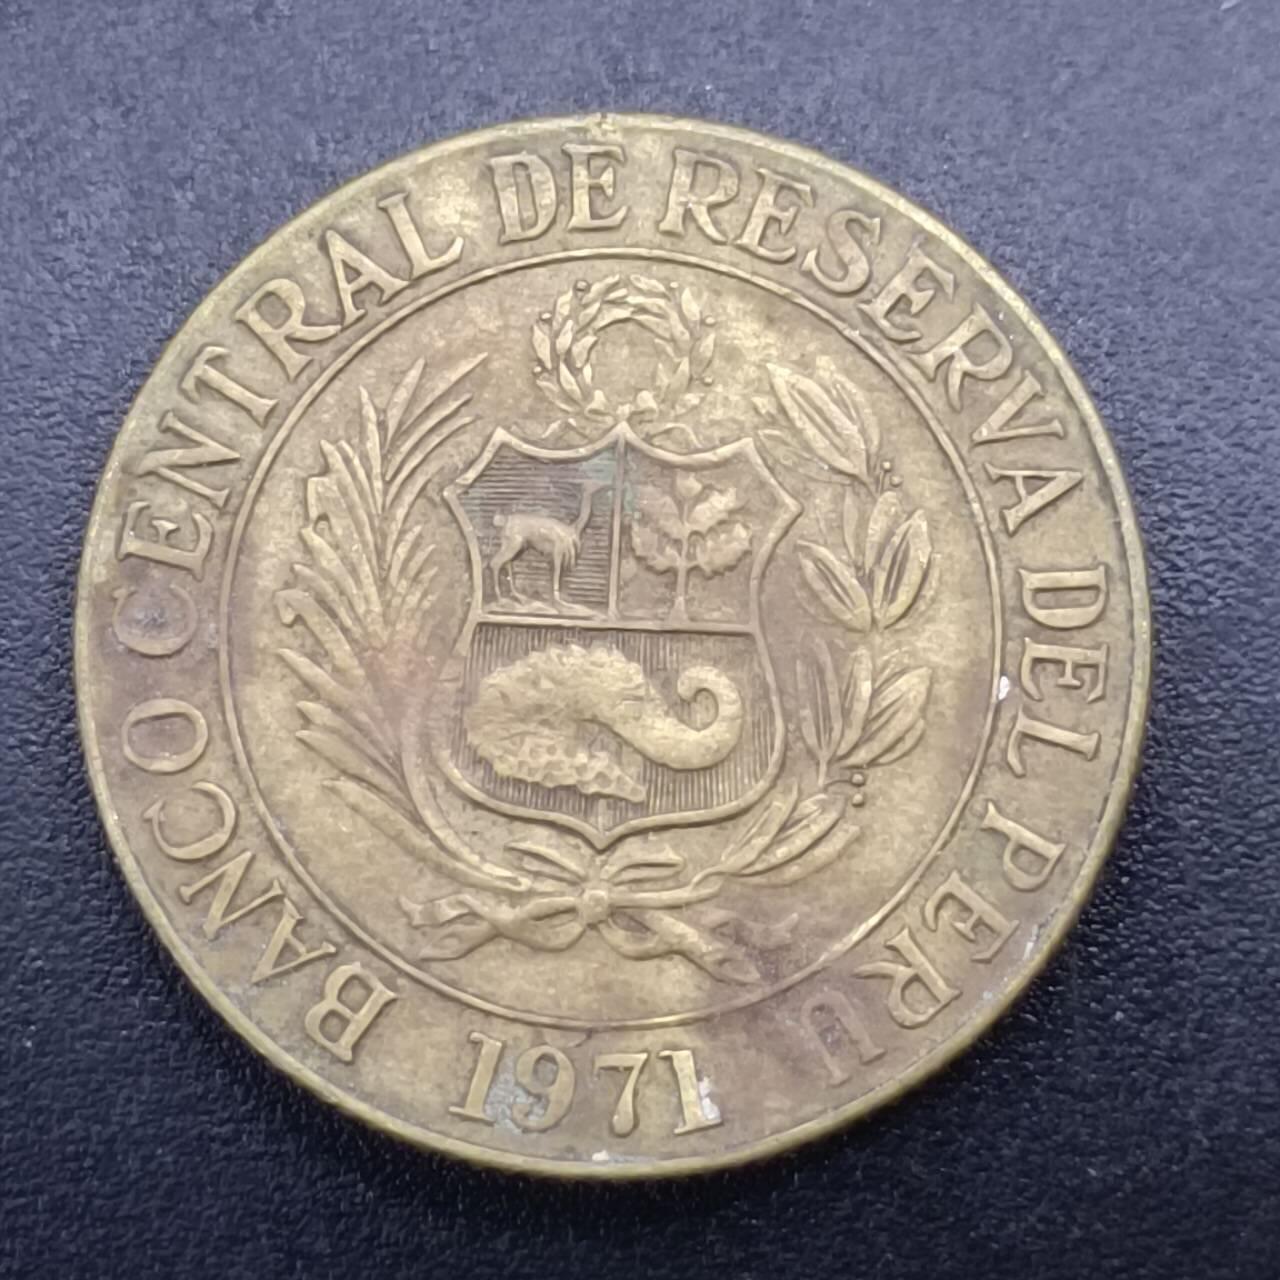 BANCO CENTRAL DE RESERVA DEL PERU
1971